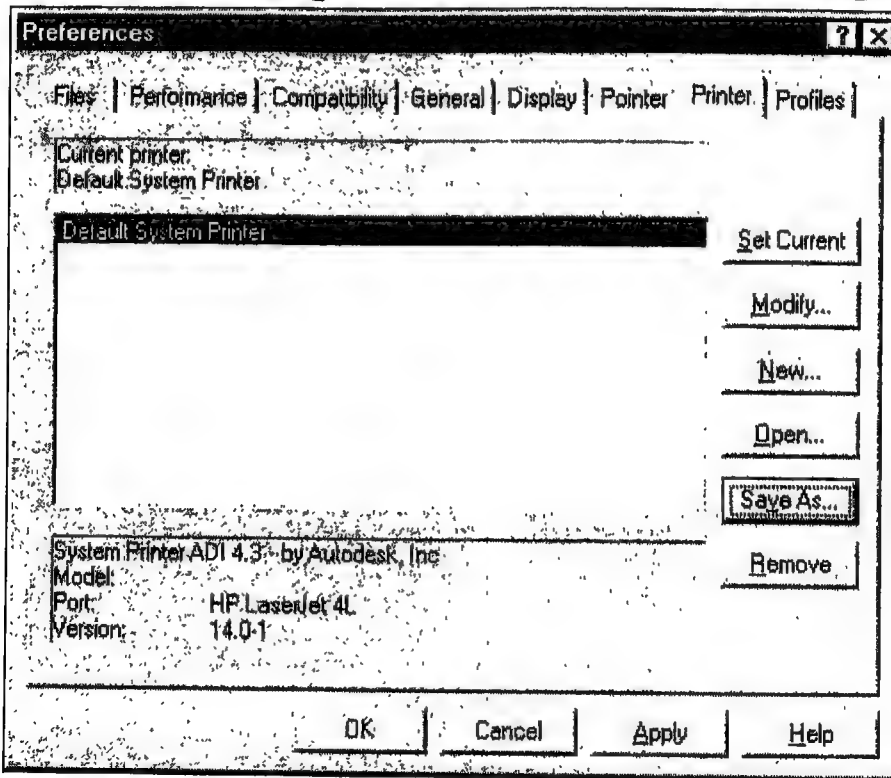 Preferences
Files Performance Compatibility General Display Pointer Printer Profiles
Current printer:
Default System Printer
Default System Printer
Set Current
Modify...
New...
Open...
Save As...
Remove
System Printer ADI 4.3 - by Autodesk, Inc
Model:
Port: HP LaserJet 4L
Version: 14.0-1
OK Cancel Apply Help